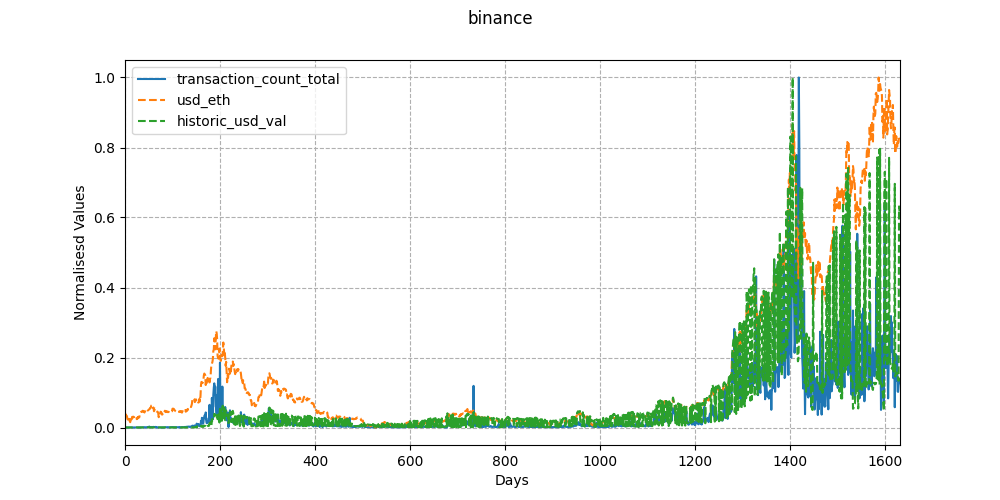 binance
transaction_count_total
usd_eth
historic_usd_val
Normalisesd Values
1.0
0.8
0.6
0.4
0.2
0.0
0 200 400 600 800 1000 1200 1400 1600
Days